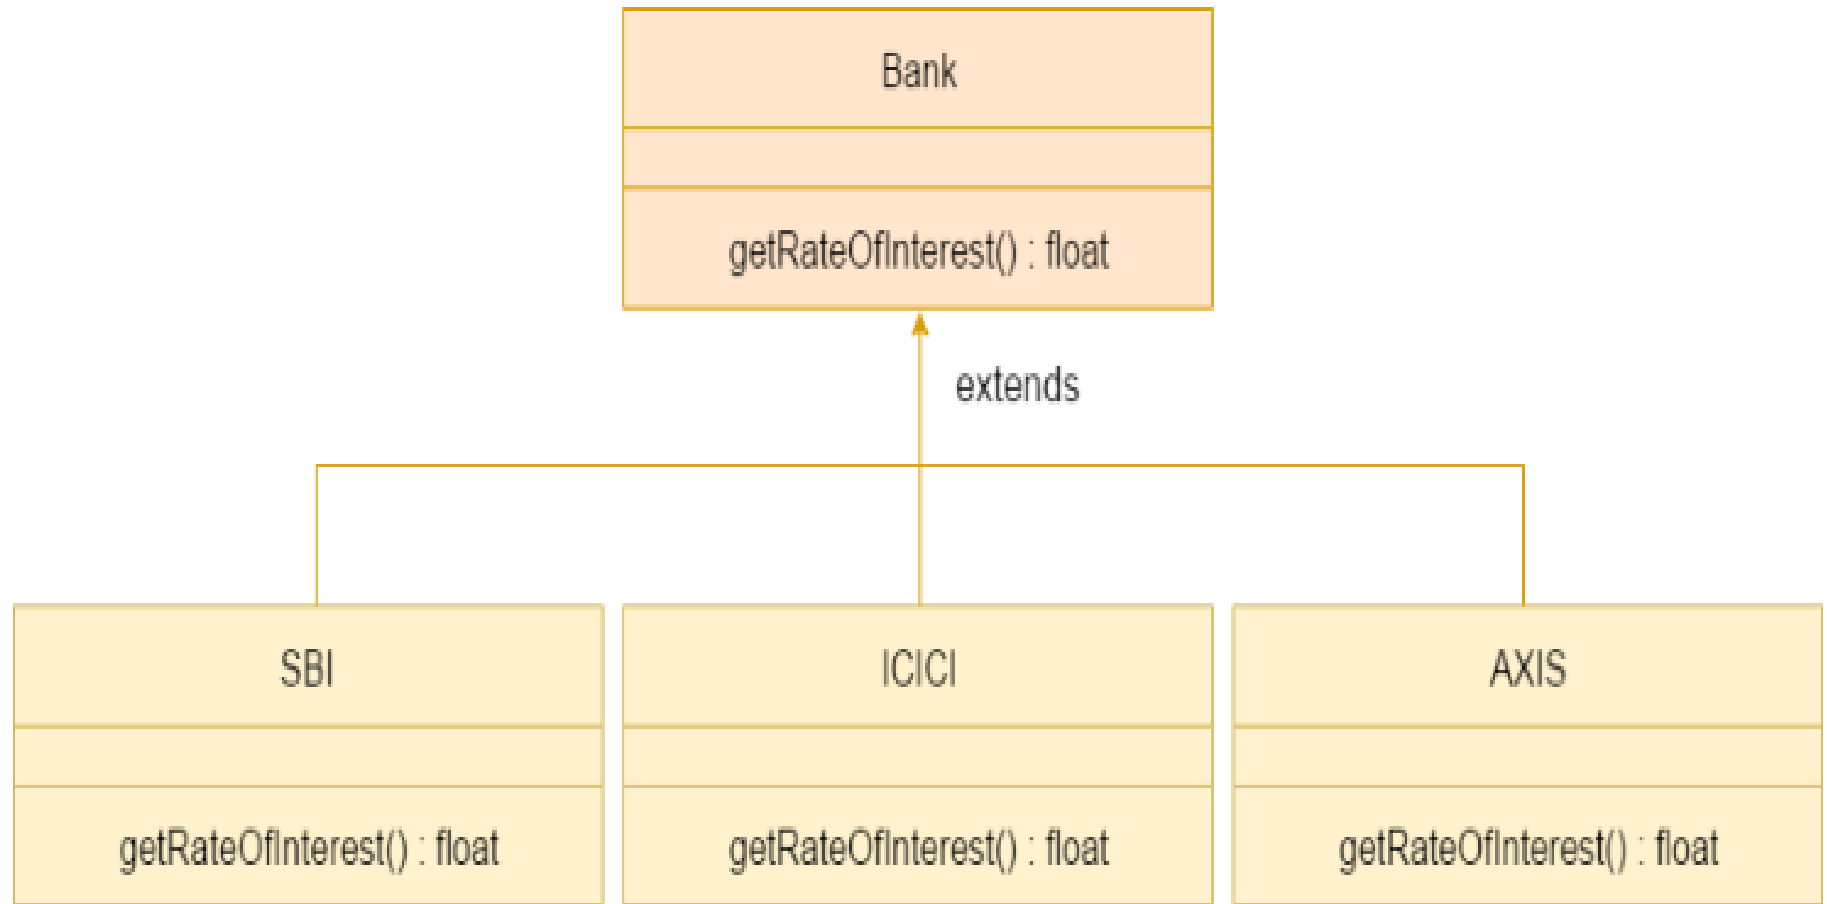 Bank
getRateOfInterest() : float
extends
SBI
ICICI
AXIS
getRateOfInterest() : float
getRateOfInterest() : float
getRateOfInterest() : float